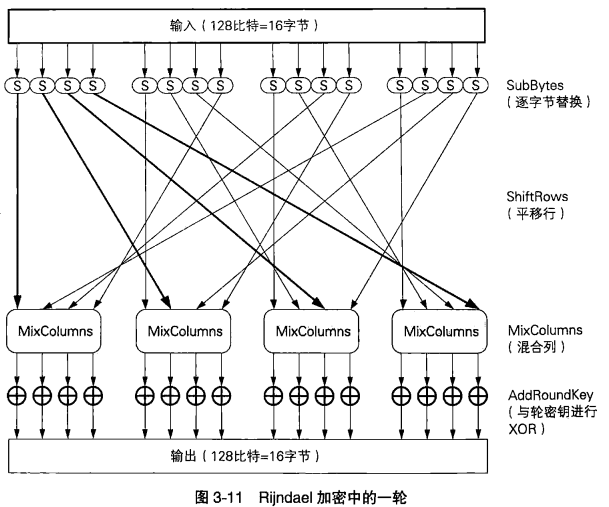 输入（128比特=16字节）
S S S S S S S S S S S S S S S S
SubBytes
（逐字节替换）
ShiftRows
（平移行）
MixColumns MixColumns MixColumns MixColumns
MixColumns
（混合列）
AddRoundKey
（与轮密钥进行
XOR）
输出（128比特=16字节）
图 3-11 Rijndael 加密中的一轮